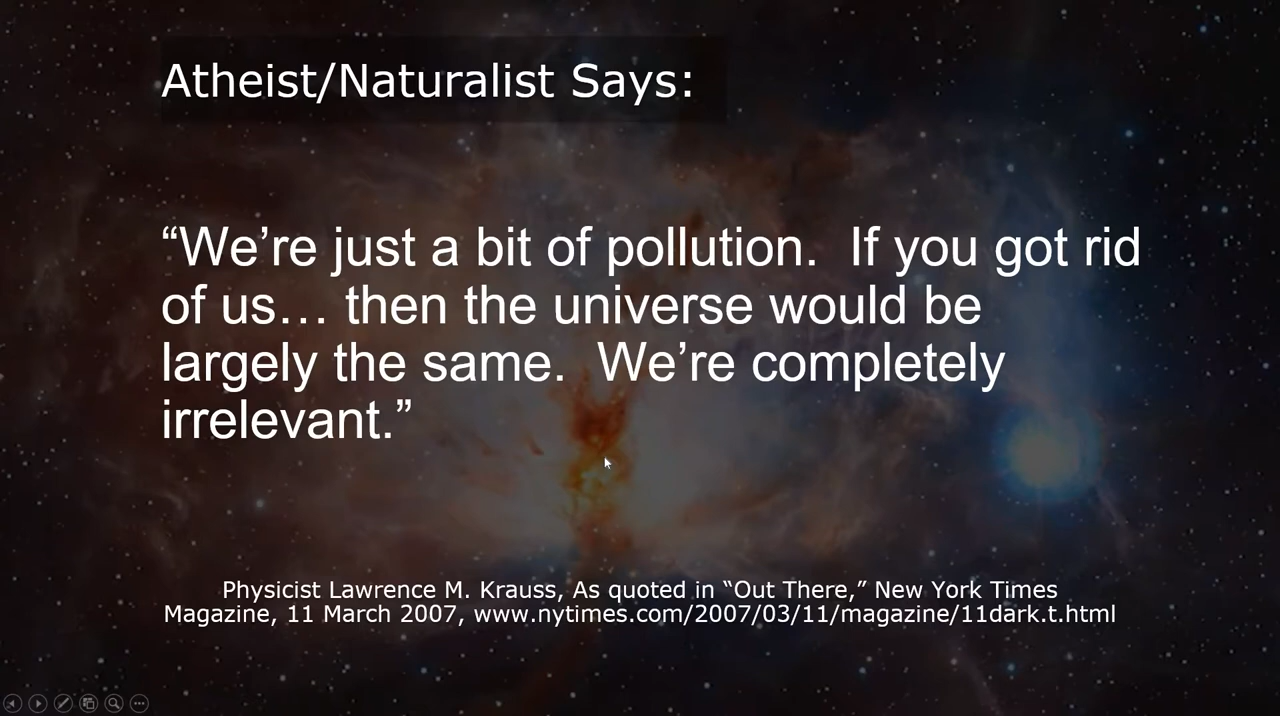 Atheist/Naturalist Says:
“We’re just a bit of pollution.  If you got rid
of us… then the universe would be
largely the same.  We’re completely
irrelevant.”
Physicist Lawrence M. Krauss, As quoted in “Out There,” New York Times
Magazine, 11 March 2007, www.nytimes.com/2007/03/11/magazine/11dark.t.html